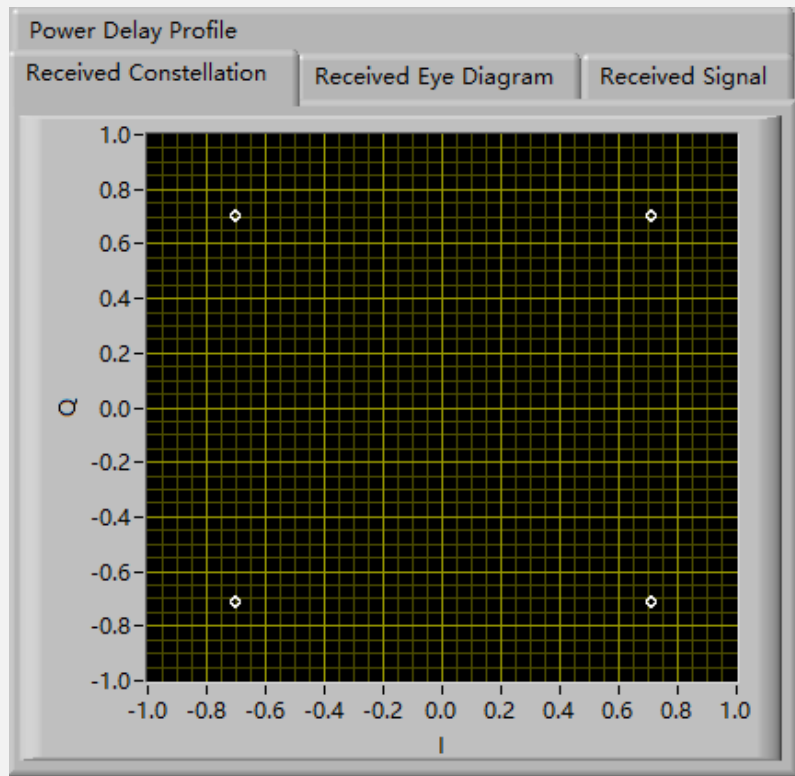 Power Delay Profile
Received Constellation
Received Eye Diagram
Received Signal
1.0
0.8
0.6
0.4
0.2
0.0
-0.2
-0.4
-0.6
-0.8
-1.0
Q
-1.0 -0.8 -0.6 -0.4 -0.2 0.0 0.2 0.4 0.6 0.8 1.0
I